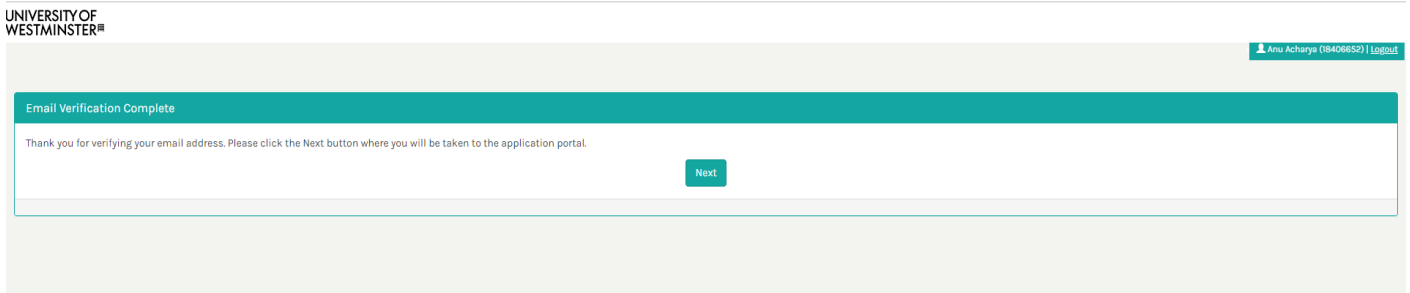 UNIVERSITY OF
WESTMINSTER
Anu Acharya (18406652) | Logout
Email Verification Complete
Thank you for verifying your email address. Please click the Next button where you will be taken to the application portal.
Next